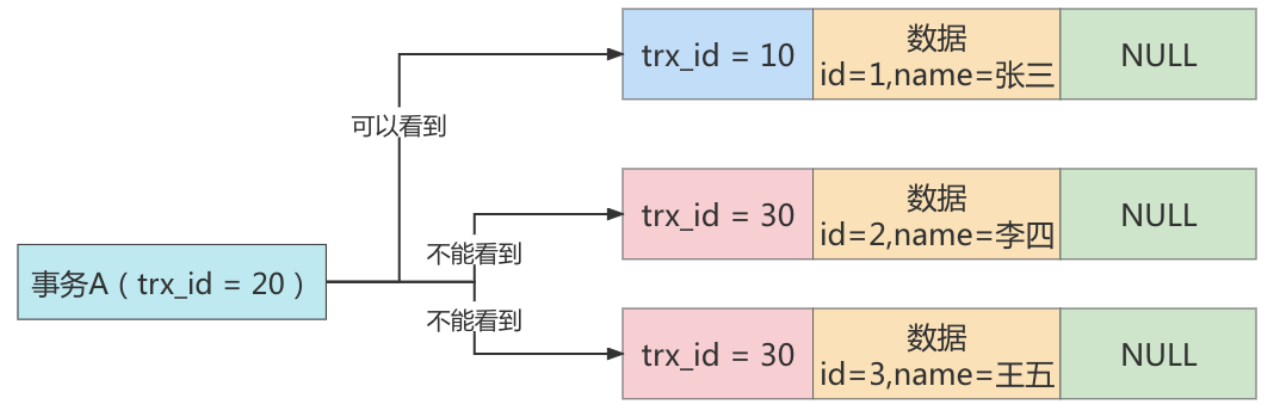 trx_id = 10
数据
id=1,name=张三
NULL
可以看到
trx_id = 30
数据
id=2,name=李四
NULL
不能看到
事务A（trx_id = 20）
不能看到
trx_id = 30
数据
id=3,name=王五
NULL